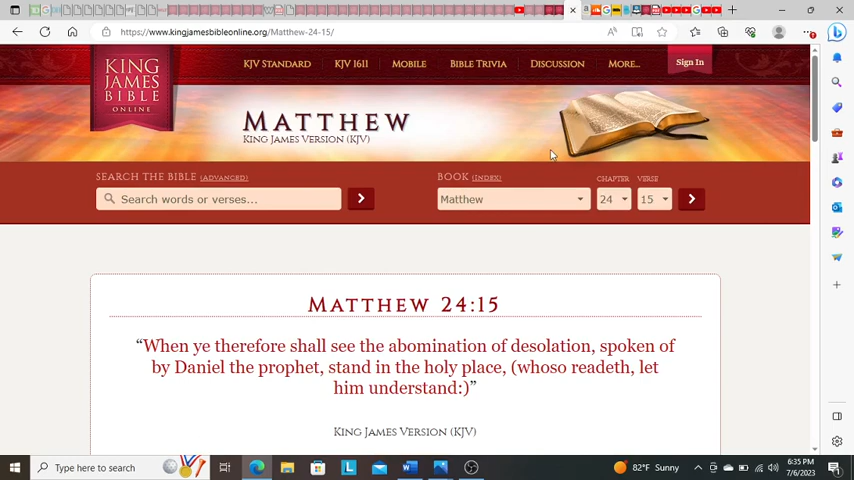 https://www.kingjamesbibleonline.org/Matthew-24-15/
KING
JAMES
BIBLE
ONLINE
KJV STANDARD
KJV 1611
MOBILE
BIBLE TRIVIA
DISCUSSION
MORE...
Sign In
MATTHEW
KING JAMES VERSION (KJV)
SEARCH THE BIBLE (ADVANCED)
BOOK (INDEX)
CHAPTER
VERSE
Search words or verses...
Matthew
24
15
MATTHEW 24:15
“When ye therefore shall see the abomination of desolation, spoken of
by Daniel the prophet, stand in the holy place, (whoso readeth, let
him understand:)”
KING JAMES VERSION (KJV)
Type here to search
82°F Sunny
6:35 PM
7/6/2023